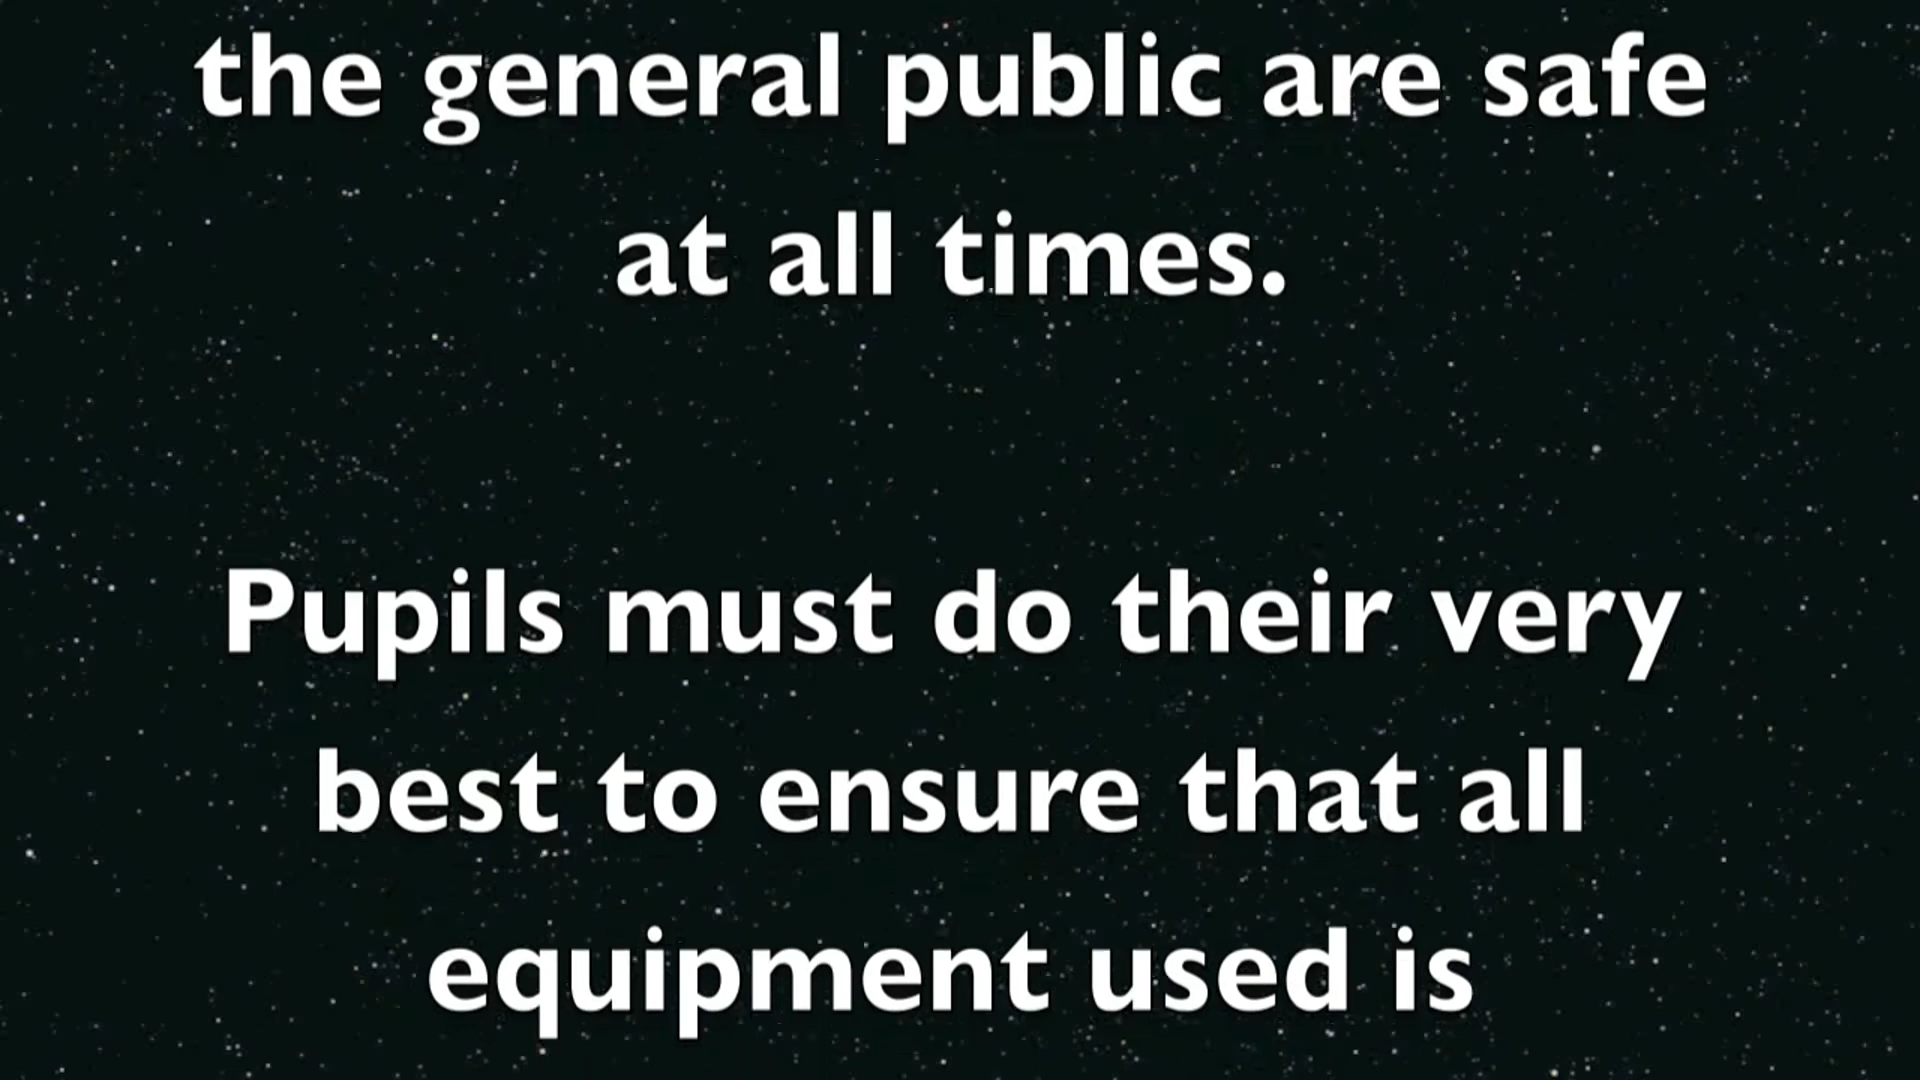 the general public are safe
at all times.
Pupils must do their very
best to ensure that all
equipment used is